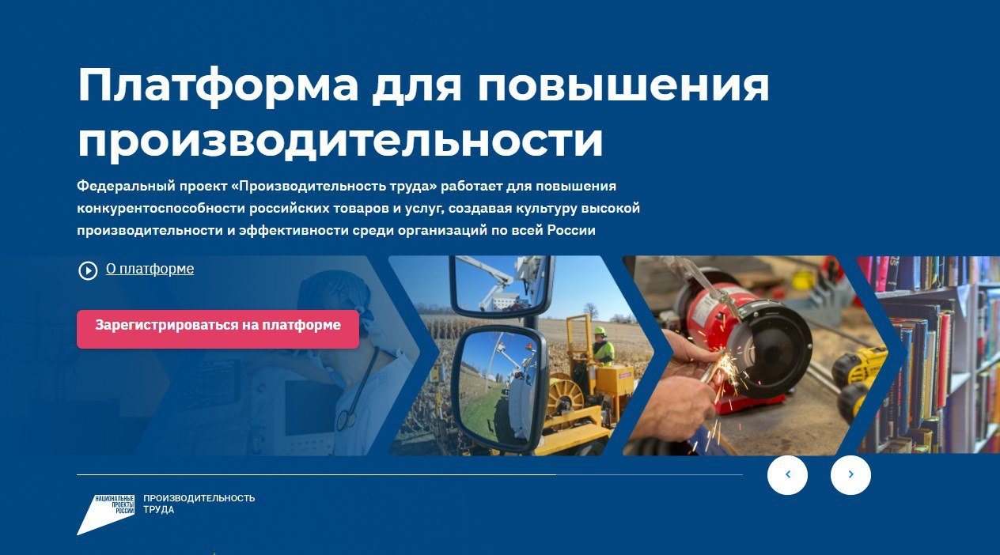 Платформа для повышения
производительности
Федеральный проект «Производительность труда» работает для повышения
конкурентоспособности российских товаров и услуг, создавая культуру высокой
производительности и эффективности среди организаций по всей России
О платформе
Зарегистрироваться на платформе
НАЦИОНАЛЬНЫЕ
ПРОЕКТЫ
РОССИИ
ПРОИЗВОДИТЕЛЬНОСТЬ
ТРУДА